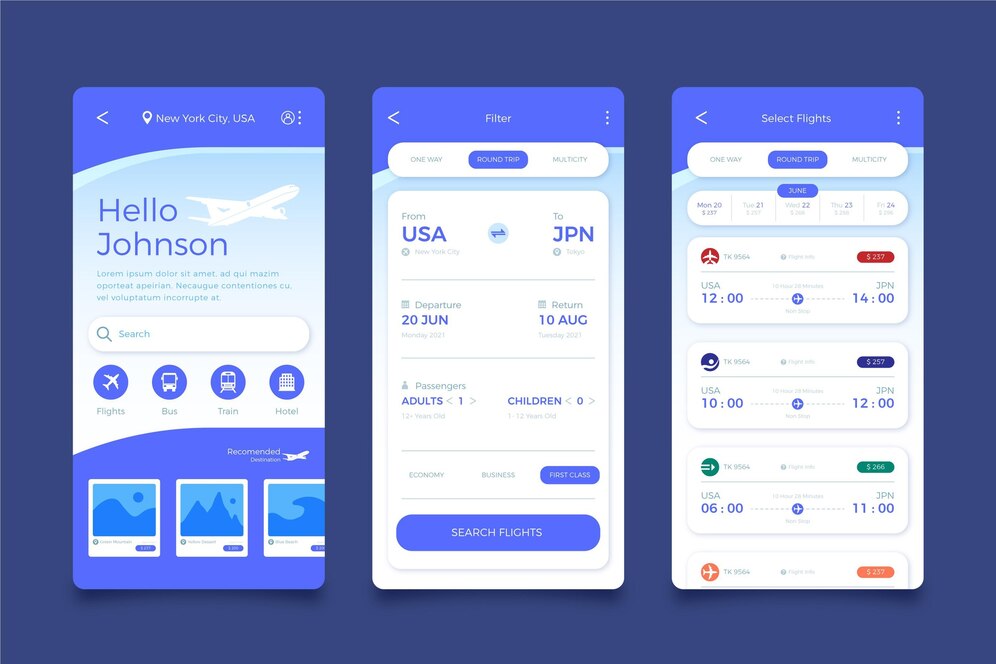 New York City, USA
Hello
Johnson
Lorem ipsum dolor sit amet, ad qui mazim
oporteat apeirian. Necaugue contentiones cu,
vel voluptatum incorrupte at.
Search
Flights
Bus
Train
Hotel
Recomended
Destination
Green Mountain
Yellow Dessert
Blue Beach
Filter
ONE WAY
ROUND TRIP
MULTICITY
From
To
USA
JPN
New York City
Tokyo
Departure
Return
20 JUN
10 AUG
Monday 2021
Tuesday 2021
Passengers
ADULTS < 1 >
CHILDREN < 0 >
12+ Years Old
1 - 12 Years Old
ECONOMY
BUSINESS
FIRST CLASS
SEARCH FLIGHTS
Select Flights
ONE WAY
ROUND TRIP
MULTICITY
JUNE
Mon 20
Tue 21
Wed 22
Thu 23
Fri 24
$ 237
$ 257
$ 266
$ 256
$ 266
TK 9564
Flight Info
$ 237
USA
10 Hour 28 Minutes
JPN
12 : 00
14 : 00
Non Stop
TK 9564
Flight Info
$ 257
USA
10 Hour 28 Minutes
JPN
10 : 00
12 : 00
Non Stop
TK 9564
Flight Info
$ 266
USA
10 Hour 28 Minutes
JPN
06 : 00
11 : 00
Non Stop
TK 9564
Flight Info
$ 237